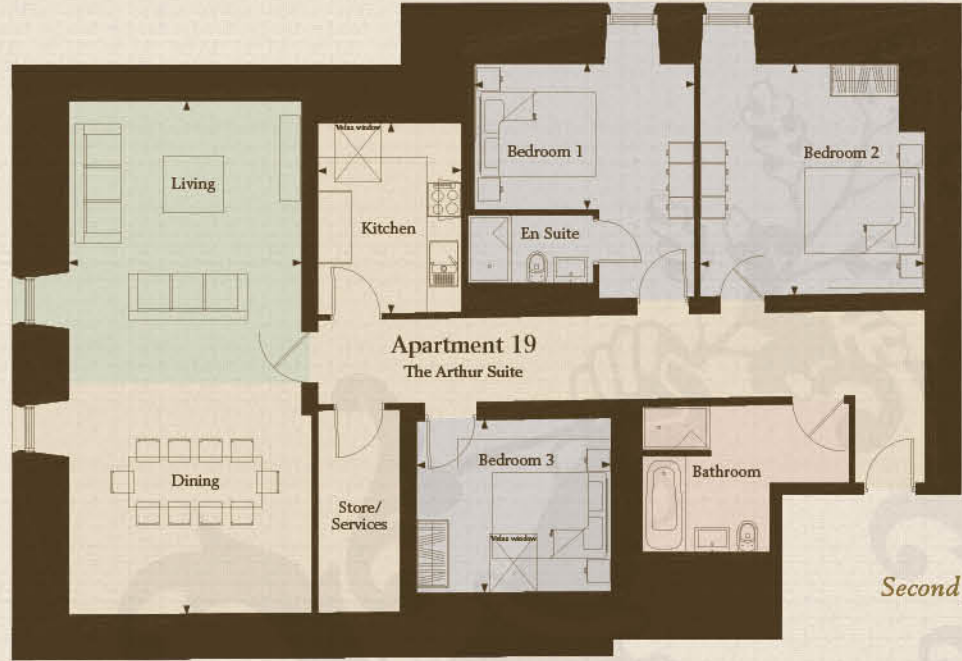 Velux window
Living
Kitchen
Bedroom 1
En Suite
Bedroom 2
Apartment 19
The Arthur Suite
Dining
Store/
Services
Bedroom 3
Velux window
Bathroom
Second